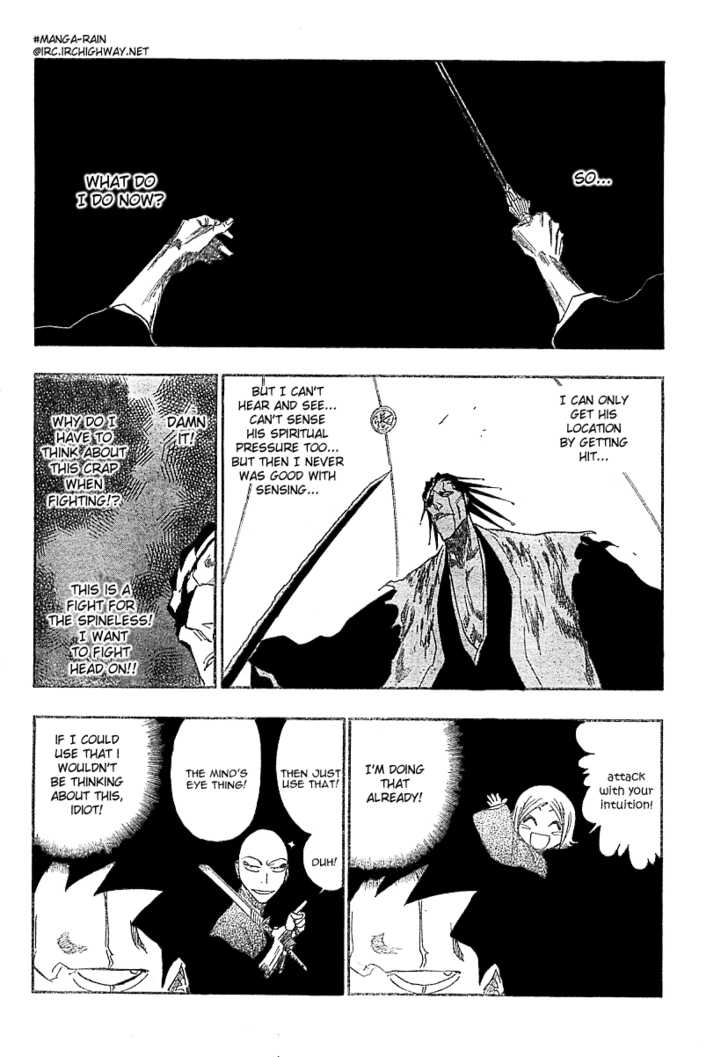 #MANGA-RAIN
@IRC.IRCHIGHWAY.NET
SO...
WHAT DO
I DO NOW?
I CAN ONLY
GET HIS
LOCATION
BY GETTING
HIT...
BUT I CAN'T
HEAR AND SEE...
CAN'T SENSE
HIS SPIRITUAL
PRESSURE TOO...
BUT THEN I NEVER
WAS GOOD WITH
SENSING...
DAMN
IT!
WHY DO I
HAVE TO
THINK ABOUT
THIS CRAP
WHEN
FIGHTING!?
THIS IS A
FIGHT FOR
THE SPINELESS!
I WANT
TO FIGHT
HEAD ON!!
attack
with your
intuition!
I'M DOING
THAT
ALREADY!
THEN JUST
USE THAT!
DUH!
THE MIND'S
EYE THING!
IF I COULD
USE THAT I
WOULDN'T
BE THINKING
ABOUT THIS,
IDIOT!